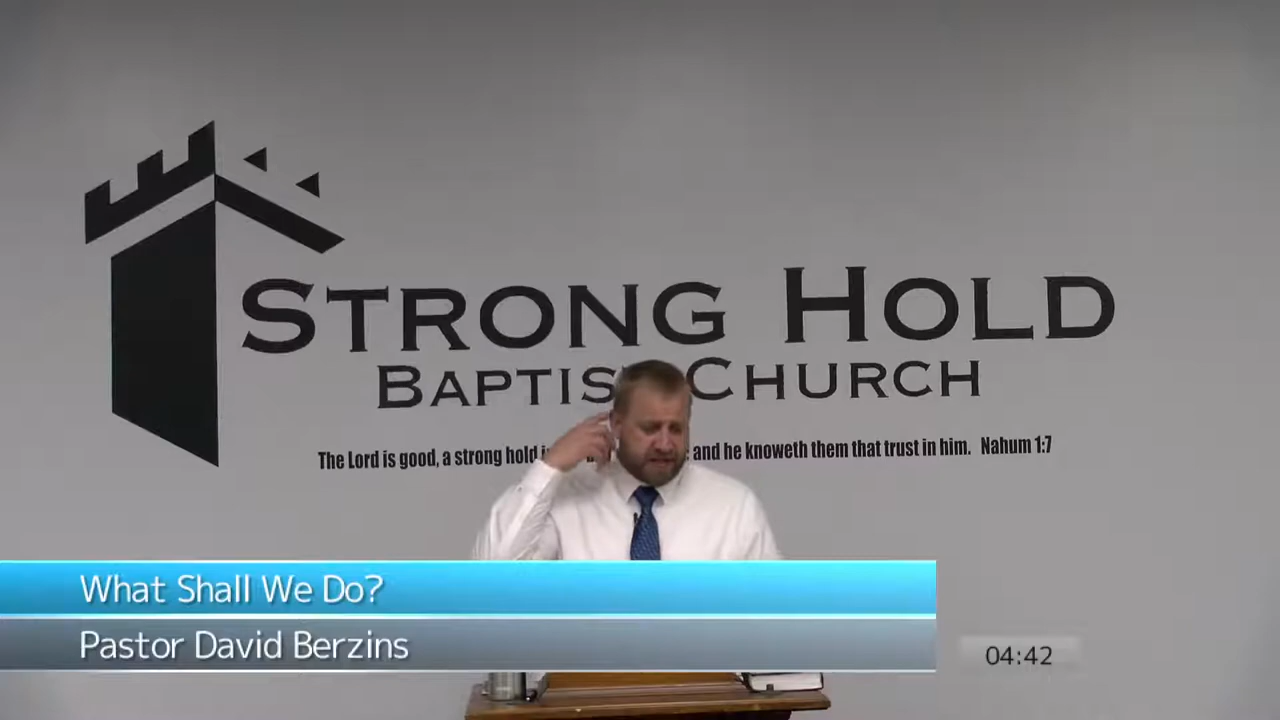 STRONG HOLD
BAPTIS CHURCH
The Lord is good, a strong hold i and he knoweth them that trust in him. Nahum 1:7
What Shall We Do?
Pastor David Berzins
04:42